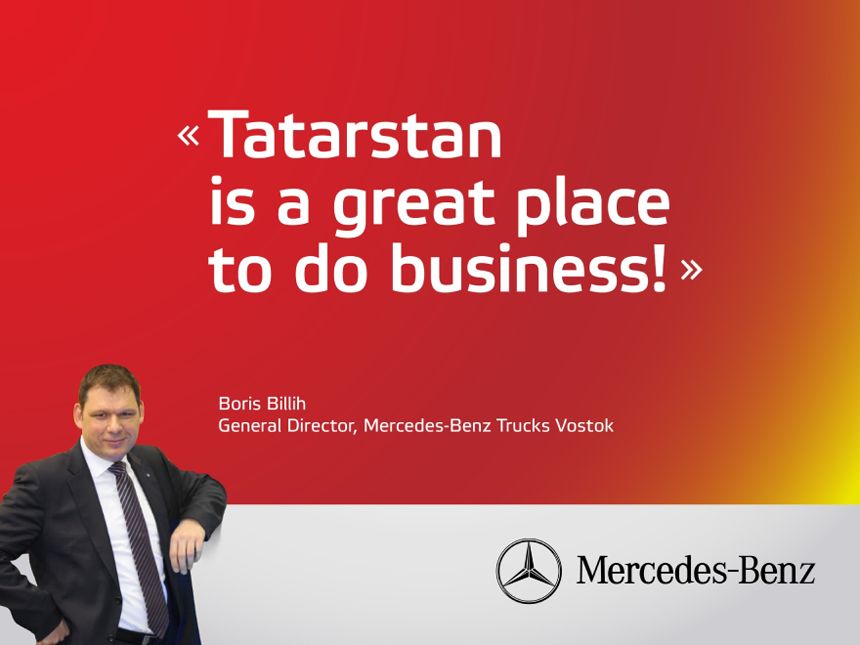 « Tatarstan
is a great place
to do business! »
Boris Billih
General Director, Mercedes-Benz Trucks Vostok
Mercedes-Benz